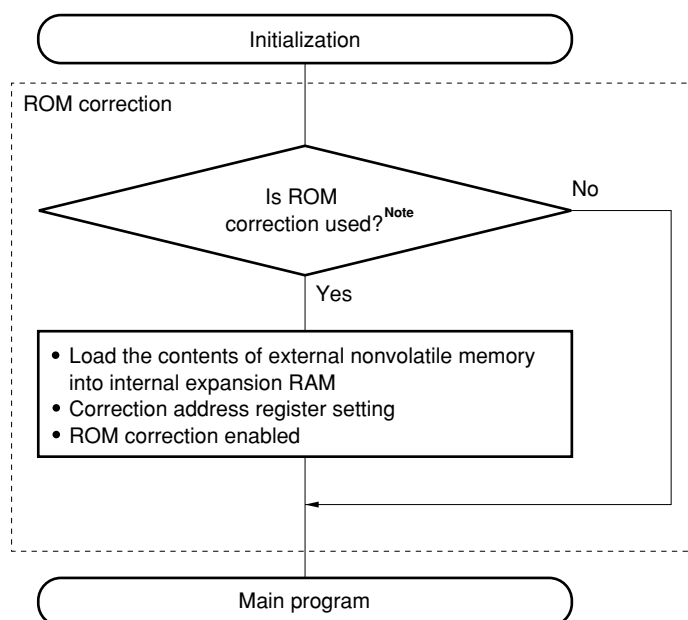 Initialization
ROM correction
Is ROM
correction used?Note
No
Yes
• Load the contents of external nonvolatile memory
into internal expansion RAM
• Correction address register setting
• ROM correction enabled
Main program